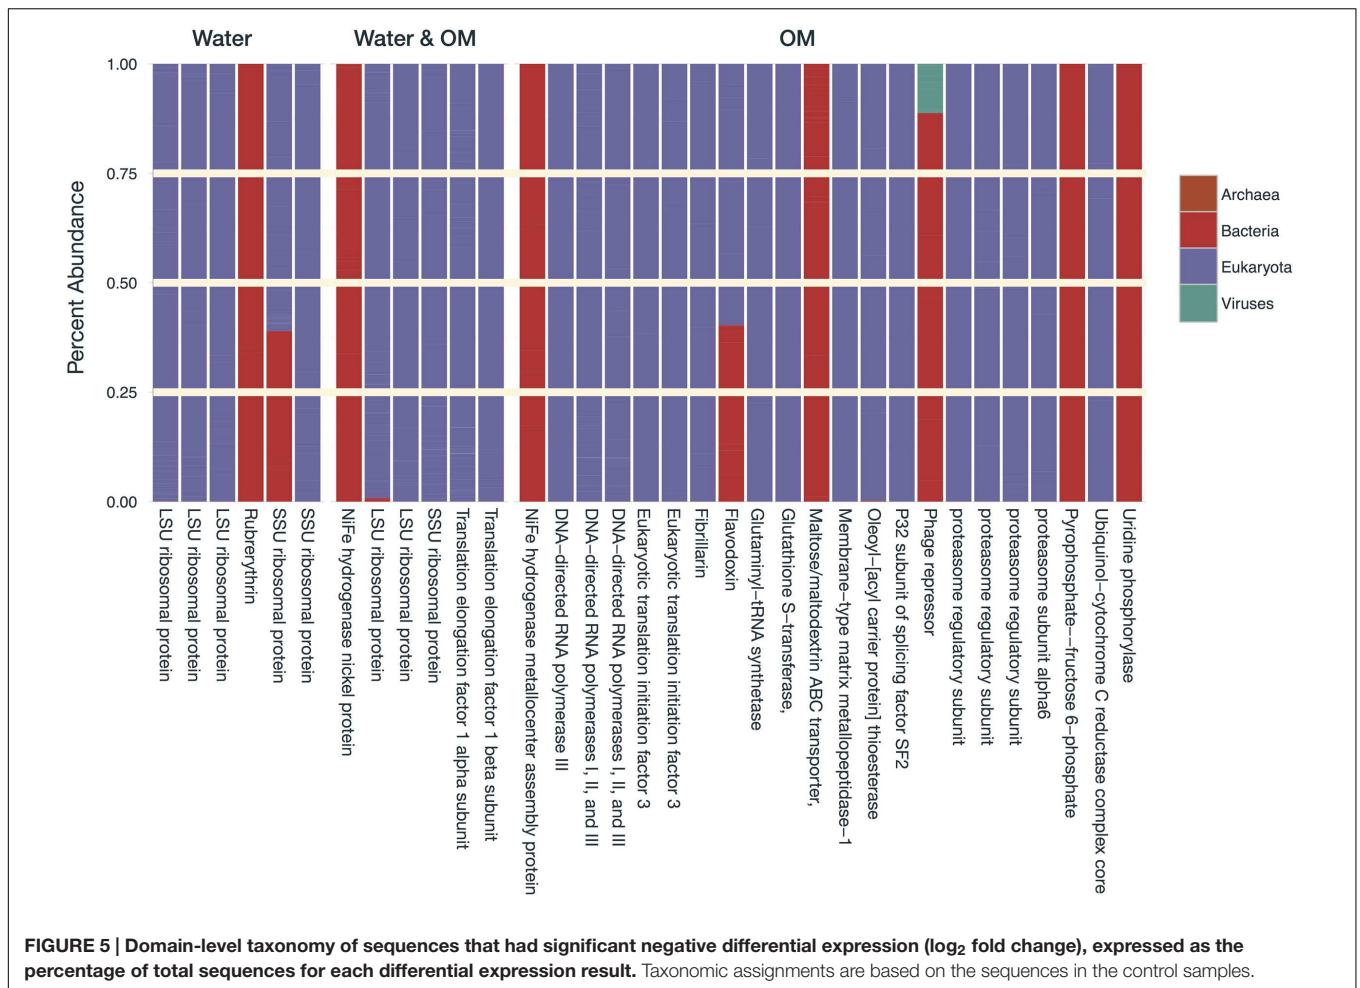 Water
Water & OM
OM
Percent Abundance
1.00
0.75
0.50
0.25
0.00
Archaea
Bacteria
Eukaryota
Viruses
LSU ribosomal protein
LSU ribosomal protein
LSU ribosomal protein
Rubrerythrin
SSU ribosomal protein
SSU ribosomal protein
NiFe hydrogenase nickel protein
LSU ribosomal protein
LSU ribosomal protein
SSU ribosomal protein
Translation elongation factor 1 alpha subunit
Translation elongation factor 1 beta subunit
NiFe hydrogenase metallocenter assembly protein
DNA−directed RNA polymerase III
DNA−directed RNA polymerases I, II, and III
DNA−directed RNA polymerases I, II, and III
Eukaryotic translation initiation factor 3
Eukaryotic translation initiation factor 3
Fibrillarin
Flavodoxin
Glutaminyl−tRNA synthetase
Glutathione S−transferase,
Maltose/maltodextrin ABC transporter,
Membrane−type matrix metallopeptidase−1
Oleoyl−[acyl carrier protein] thioesterase
P32 subunit of splicing factor SF2
Phage repressor
proteasome regulatory subunit
proteasome regulatory subunit
proteasome regulatory subunit
proteasome subunit alpha6
Pyrophosphate−−fructose 6−phosphate
Ubiquinol−cytochrome C reductase complex core
Uridine phosphorylase
FIGURE 5 | Domain-level taxonomy of sequences that had significant negative differential expression (log₂ fold change), expressed as the
percentage of total sequences for each differential expression result. Taxonomic assignments are based on the sequences in the control samples.